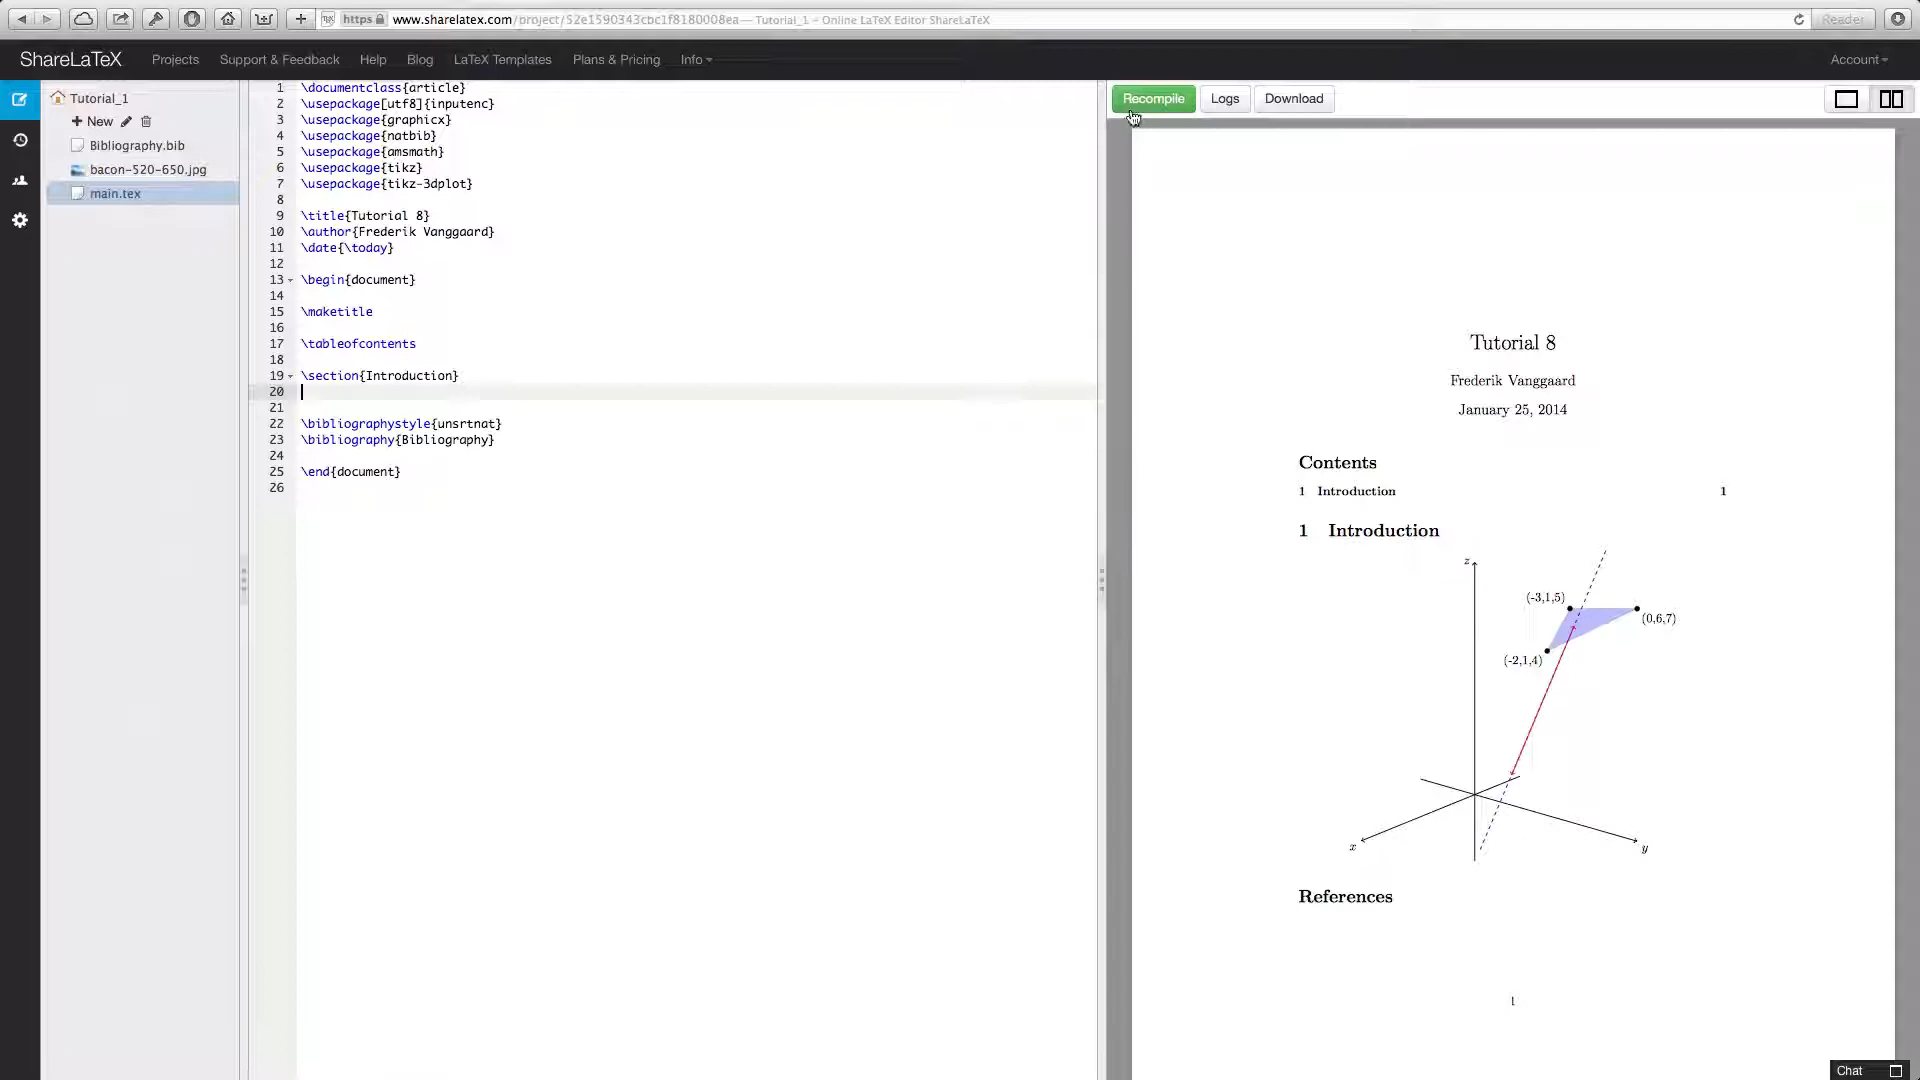 https www.sharelatex.com/project/52e1590343cbc1f8180008ea — Tutorial_1 – Online LaTeX Editor ShareLaTeX Reader
ShareLaTeX Projects Support & Feedback Help Blog LaTeX Templates Plans & Pricing Info Account
Tutorial_1
New
Bibliography.bib
bacon-520-650.jpg
main.tex
1 \documentclass{article}
2 \usepackage[utf8]{inputenc}
3 \usepackage{graphicx}
4 \usepackage{natbib}
5 \usepackage{amsmath}
6 \usepackage{tikz}
7 \usepackage{tikz-3dplot}
8
9 \title{Tutorial 8}
10 \author{Frederik Vanggaard}
11 \date{\today}
12
13 \begin{document}
14
15 \maketitle
16
17 \tableofcontents
18
19 \section{Introduction}
20
21
22 \bibliographystyle{unsrtnat}
23 \bibliography{Bibliography}
24
25 \end{document}
26
Recompile Logs Download
Tutorial 8
Frederik Vanggaard
January 25, 2014
Contents
1 Introduction 1
1 Introduction
z
(-3,1,5)
(0,6,7)
(-2,1,4)
x
y
References
1
Chat